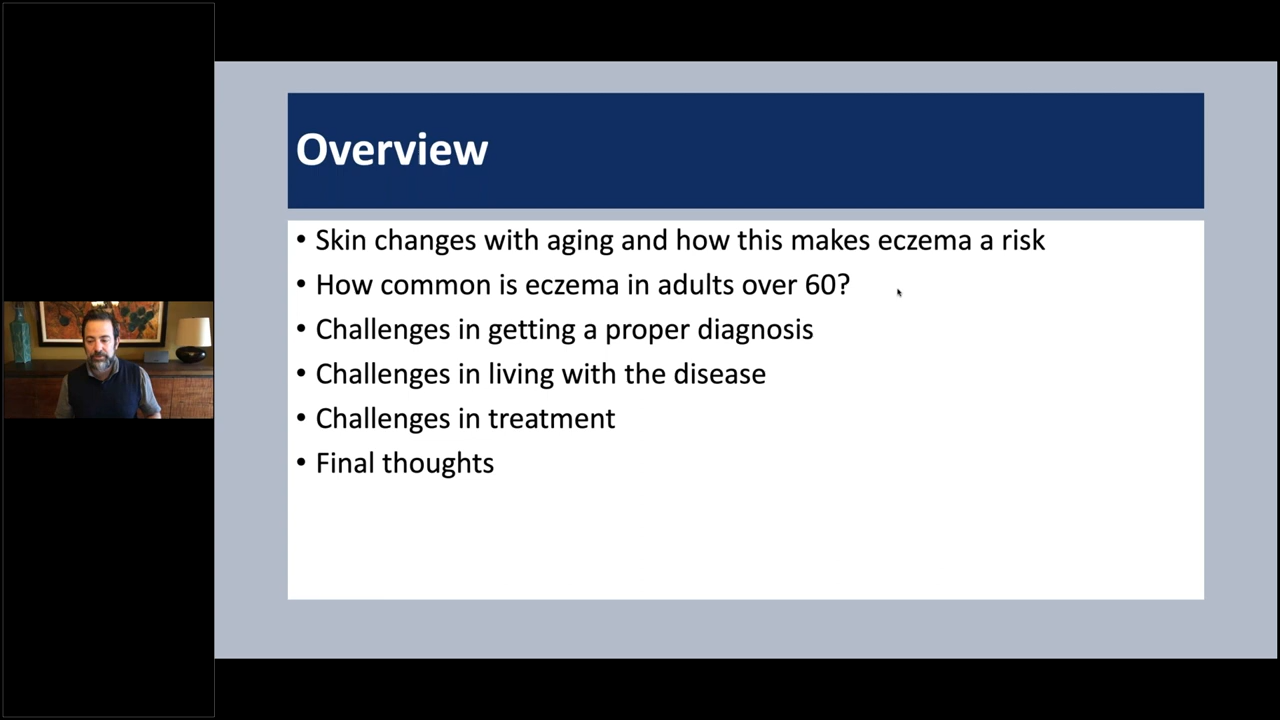 Overview
• Skin changes with aging and how this makes eczema a risk
• How common is eczema in adults over 60?
• Challenges in getting a proper diagnosis
• Challenges in living with the disease
• Challenges in treatment
• Final thoughts